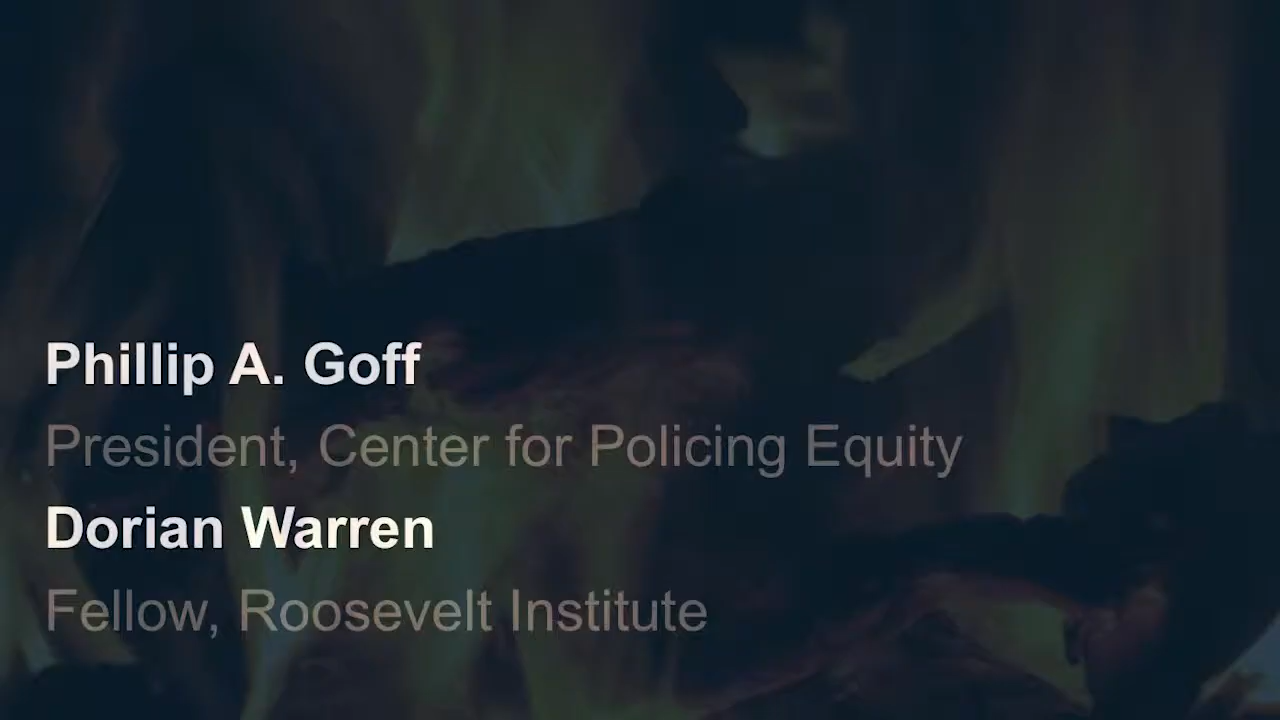 Phillip A. Goff
President, Center for Policing Equity
Dorian Warren
Fellow, Roosevelt Institute